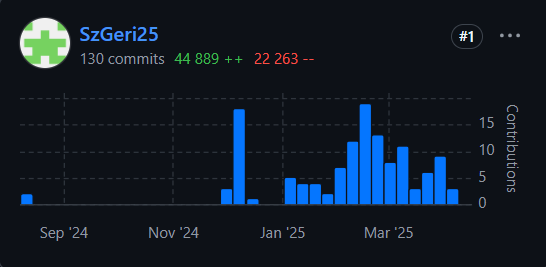 SzGeri25
#1
130 commits 44 889 ++ 22 263 --
15
10
5
0
Contributions
Sep '24 Nov '24 Jan '25 Mar '25